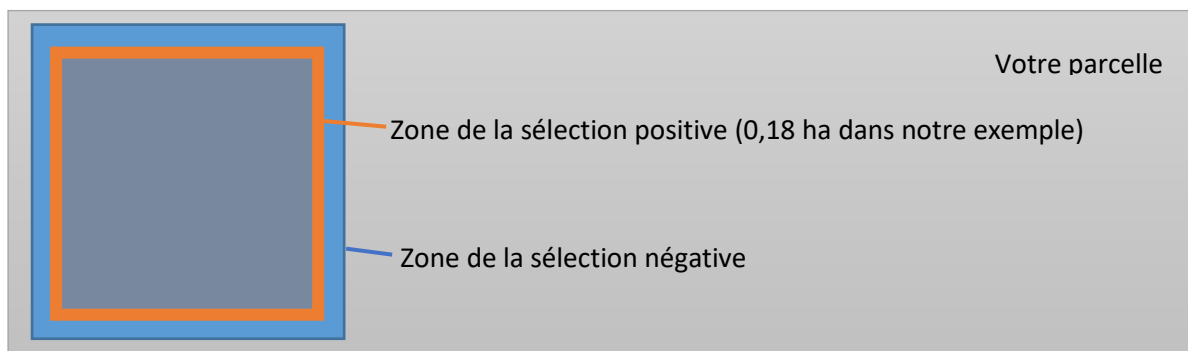 Votre parcelle
Zone de la sélection positive (0,18 ha dans notre exemple)
Zone de la sélection négative